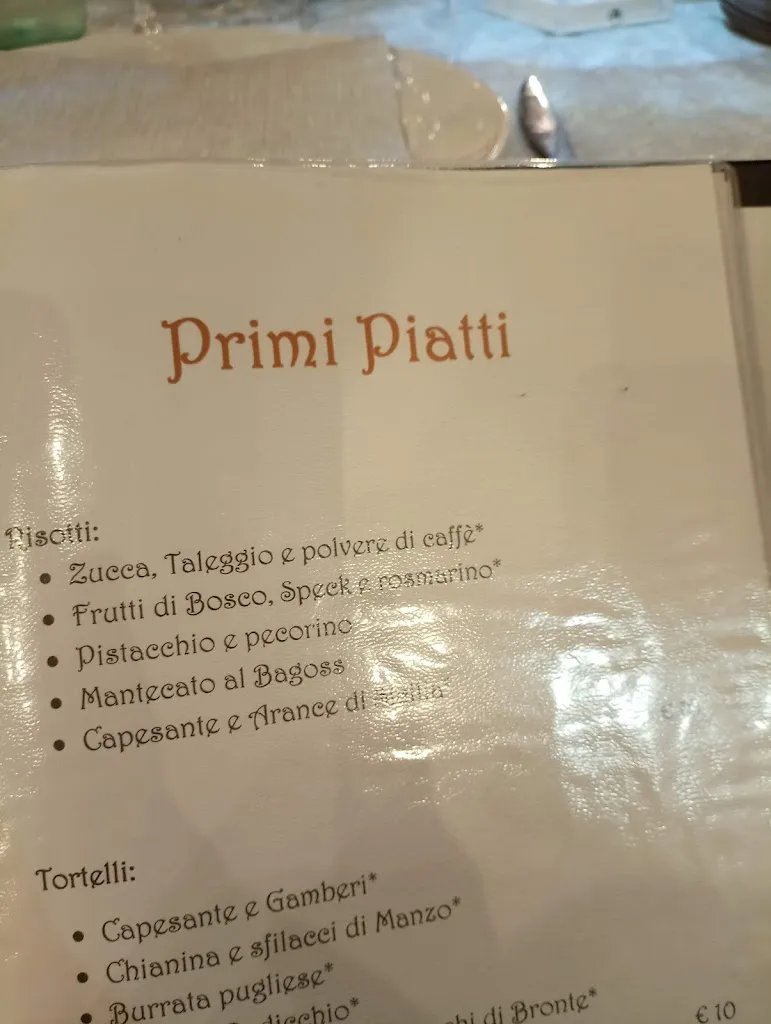 Primi Piatti
Risotti:
• Zucca, Taleggio e polvere di caffè*
• Frutti di Bosco, Speck e rosmarino*
• Pistacchio e pecorino
• Mantecato al Bagoss
• Capesante e Arance di
Tortelli:
• Capesante e Gamberi*
• Chianina e sfilacci di Manzo*
• Burrata pugliese*
di Bronte*
€ 10